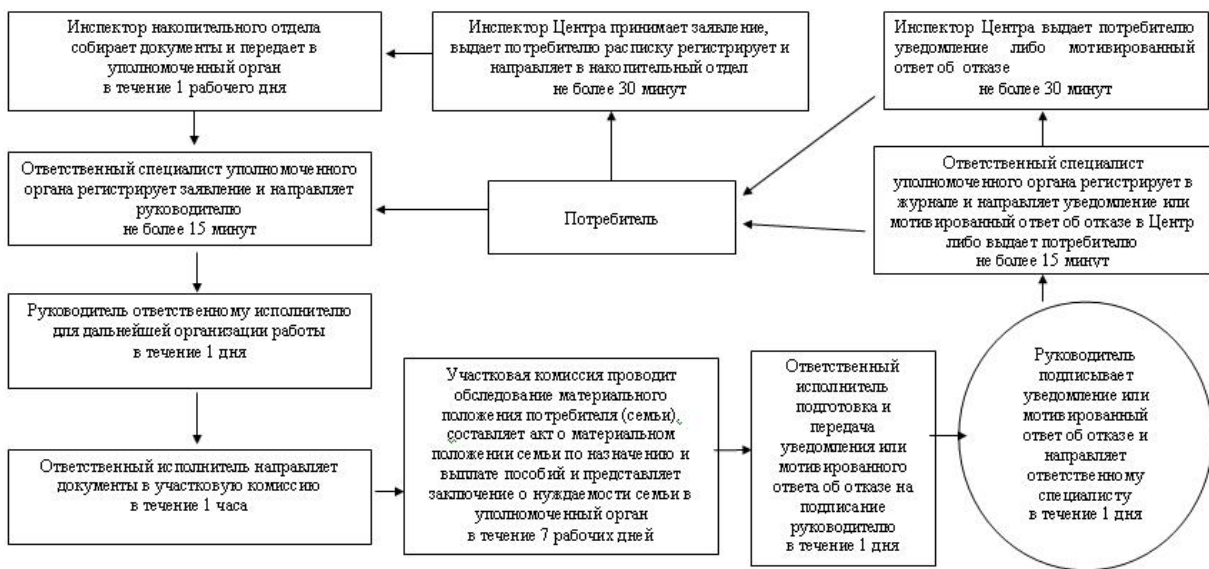 Инспектор накопительного отдела
собирает документы и передает в
уполномоченный орган
в течение 1 рабочего дня
Инспектор Центра принимает заявление,
выдает потребителю расписку регистрирует и
направляет в накопительный отдел
не более 30 минут
Инспектор Центра выдает потребителю
уведомление либо мотивированный
ответ об отказе
не более 30 минут
Ответственный специалист уполномоченного
органа регистрирует заявление и направляет
руководителю
не более 15 минут
Потребитель
Ответственный специалист
уполномоченного органа регистрирует в
журнале и направляет уведомление или
мотивированный ответ об отказе в Центр
либо выдает потребителю
не более 15 минут
Руководитель ответственному исполнителю
для дальнейшей организации работы
в течение 1 дня
Участковая комиссия проводит
обследование материального
положения потребителя (семьи),
составляет акт о материальном
положении семьи по назначению и
выплате пособий и представляет
заключение о нуждаемости семьи в
уполномоченный орган
в течение 7 рабочих дней
Ответственный
исполнитель
подготовка и
передача
уведомления или
мотивированного
ответа об отказе на
подписание
руководителю
в течение 1 дня
Руководитель
подписывает
уведомление или
мотивированный
ответ об отказе и
направляет
ответственному
специалисту
в течение 1 дня
Ответственный исполнитель направляет
документы в участковую комиссию
в течение 1 часа